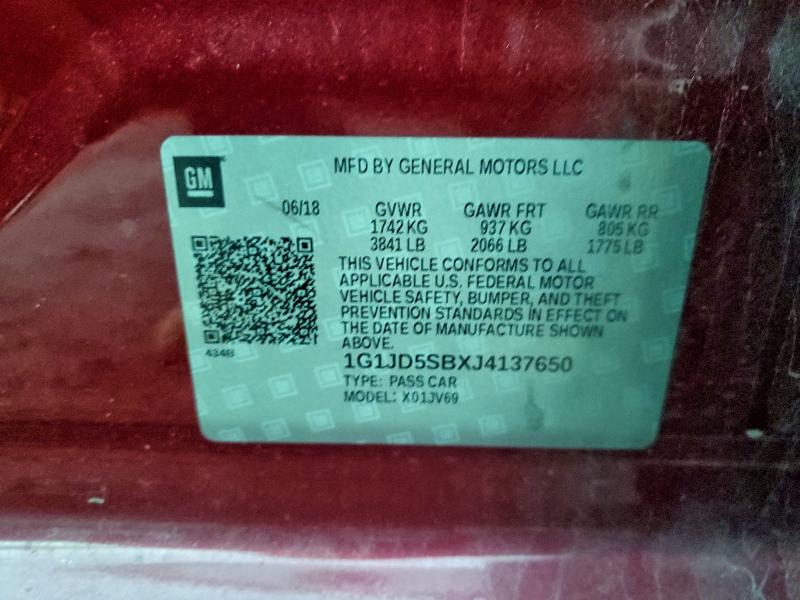 GM
MFD BY GENERAL MOTORS LLC
06/18 GVWR GAWR FRT GAWR RR
1742 KG 937 KG 805 KG
3841 LB 2066 LB 1775 LB
THIS VEHICLE CONFORMS TO ALL
APPLICABLE U.S. FEDERAL MOTOR
VEHICLE SAFETY, BUMPER, AND THEFT
PREVENTION STANDARDS IN EFFECT ON
THE DATE OF MANUFACTURE SHOWN
ABOVE.
434B
1G1JD5SBXJ4137650
TYPE: PASS CAR
MODEL: X01JV69